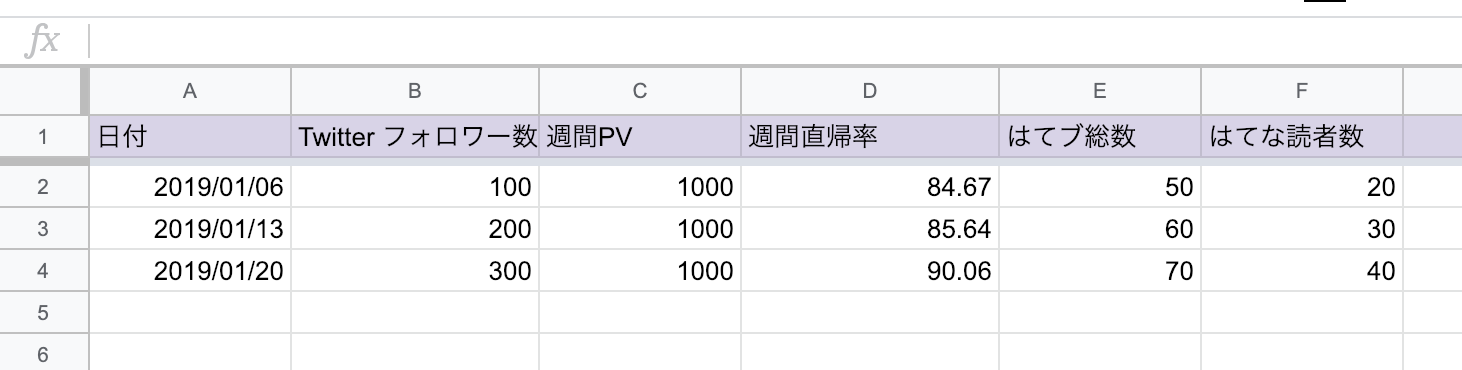 fx
A B C D E F
1 日付 Twitter フォロワー数 週間PV 週間直帰率 はてブ総数 はてな読者数
2 2019/01/06 100 1000 84.67 50 20
3 2019/01/13 200 1000 85.64 60 30
4 2019/01/20 300 1000 90.06 70 40
5
6